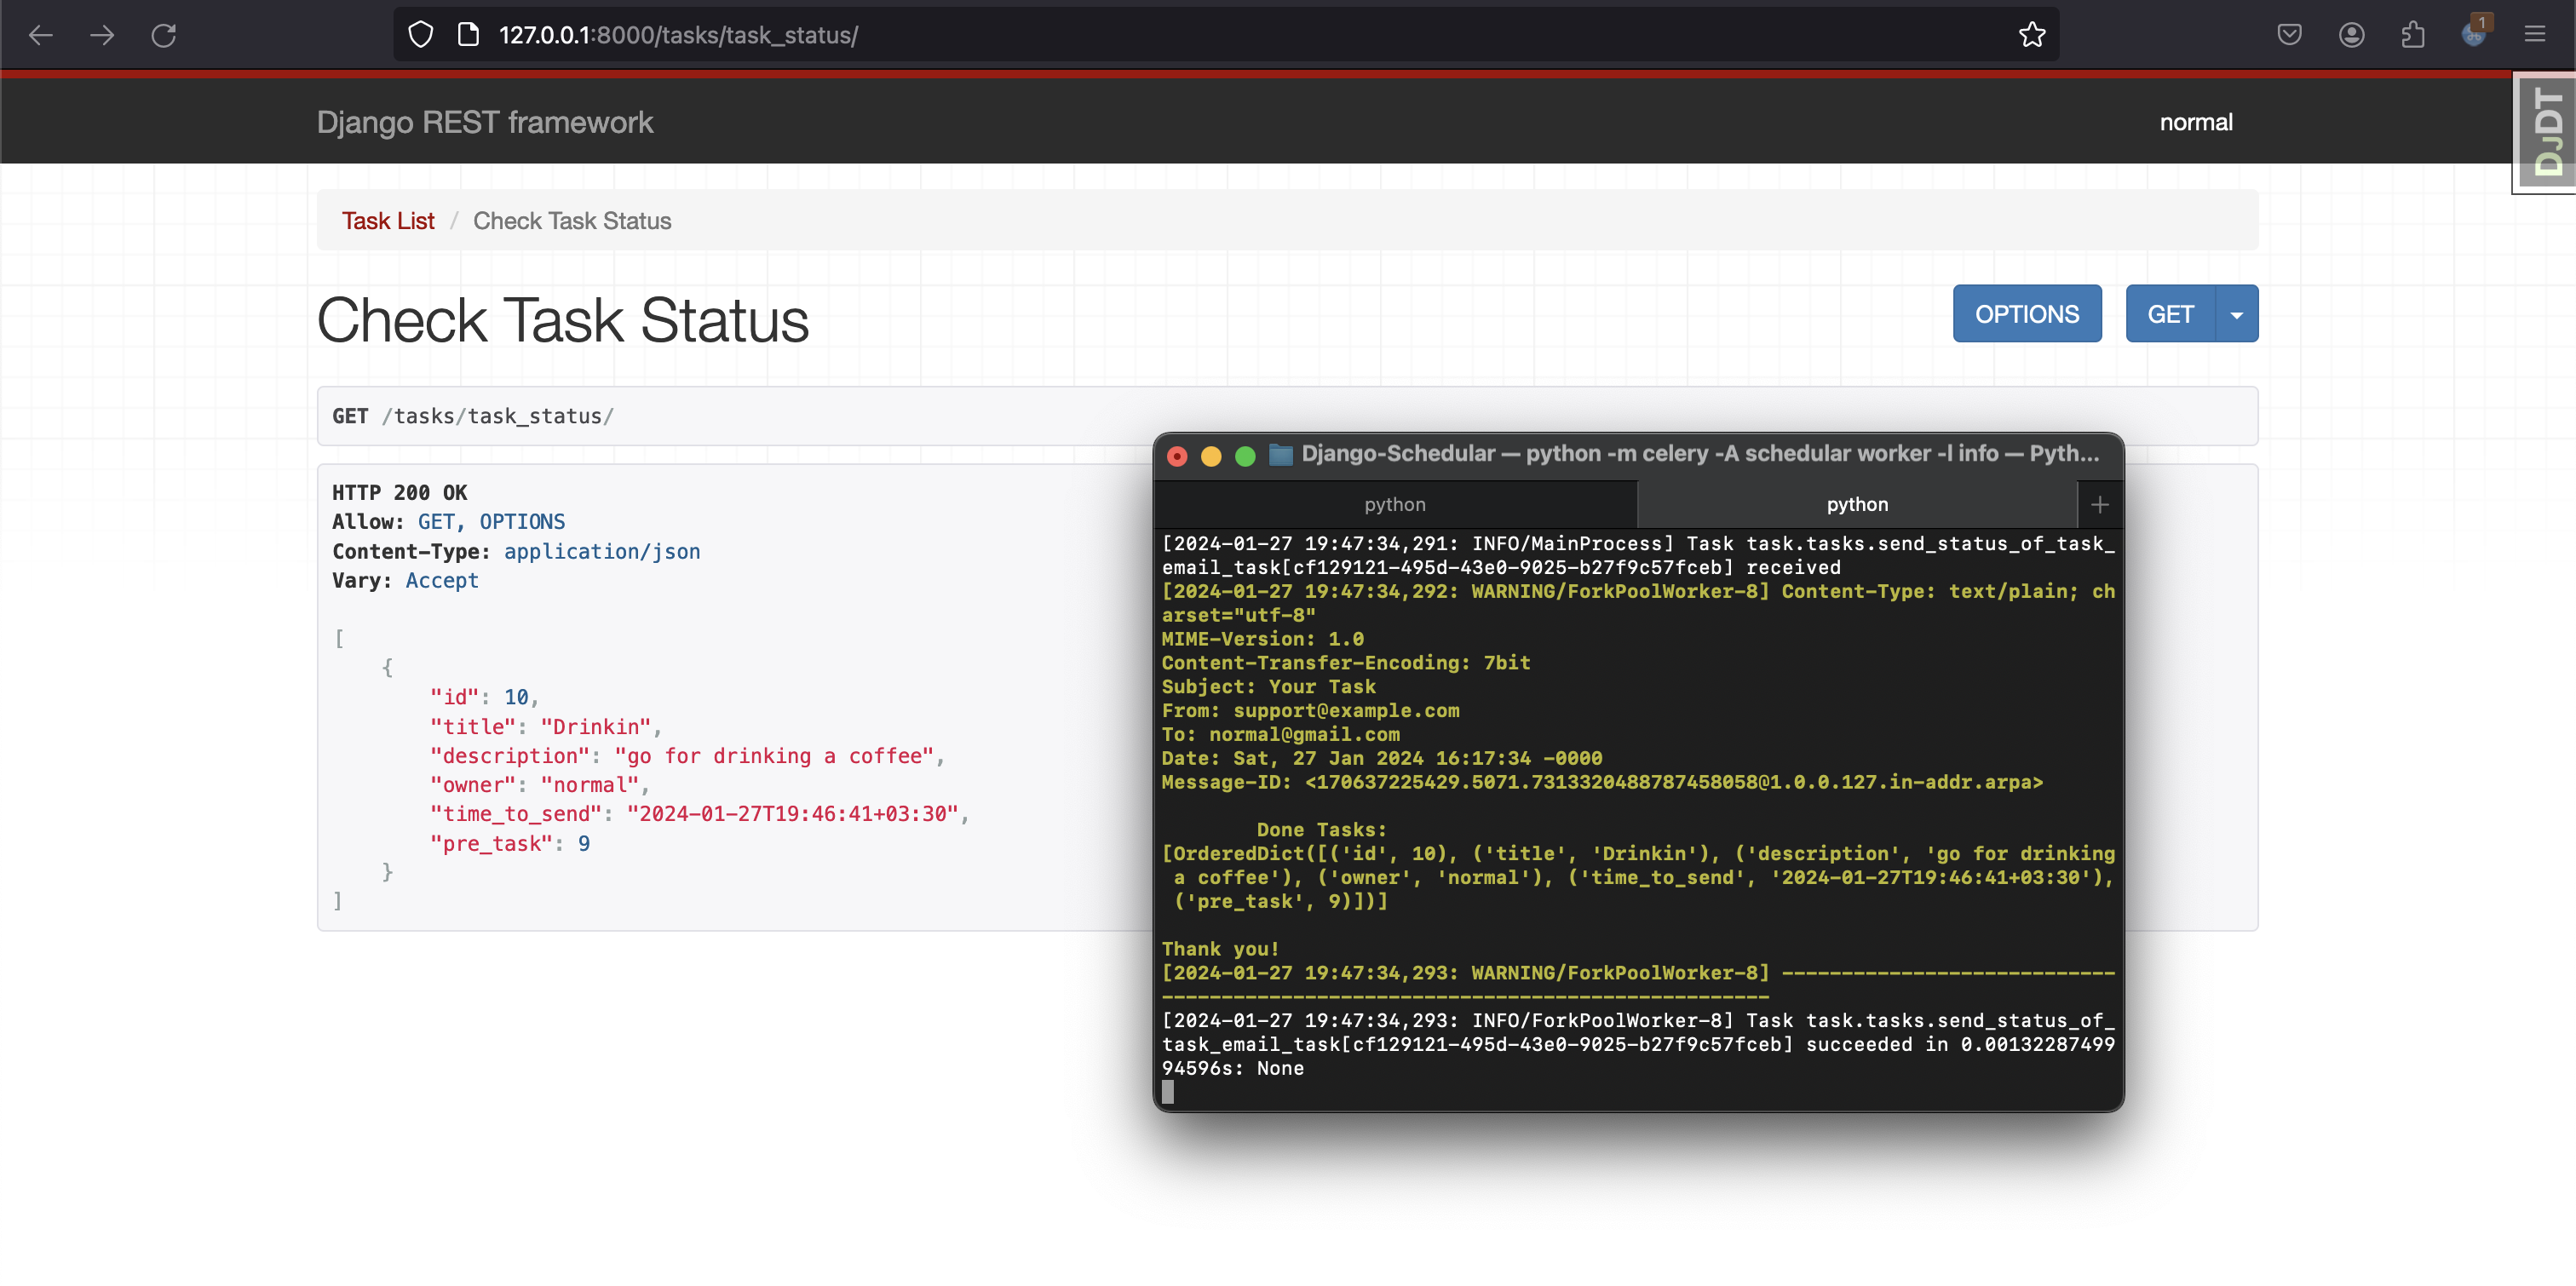 127.0.0.1:8000/tasks/task_status/
1
Django REST framework
normal
DJDT
Task List / Check Task Status
Check Task Status
OPTIONS
GET
GET /tasks/task_status/
HTTP 200 OK
Allow: GET, OPTIONS
Content-Type: application/json
Vary: Accept
[
{
"id": 10,
"title": "Drinkin",
"description": "go for drinking a coffee",
"owner": "normal",
"time_to_send": "2024-01-27T19:46:41+03:30",
"pre_task": 9
}
]
Django-Schedular — python -m celery -A schedular worker -l info — Pyth...
python
python
+
[2024-01-27 19:47:34,291: INFO/MainProcess] Task task.tasks.send_status_of_task_
email_task[cf129121-495d-43e0-9025-b27f9c57fceb] received
[2024-01-27 19:47:34,292: WARNING/ForkPoolWorker-8] Content-Type: text/plain; ch
arset="utf-8"
MIME-Version: 1.0
Content-Transfer-Encoding: 7bit
Subject: Your Task
From: support@example.com
To: normal@gmail.com
Date: Sat, 27 Jan 2024 16:17:34 -0000
Message-ID: <170637225429.5071.7313320488787458058@1.0.0.127.in-addr.arpa>
Done Tasks:
[OrderedDict([('id', 10), ('title', 'Drinkin'), ('description', 'go for drinking
a coffee'), ('owner', 'normal'), ('time_to_send', '2024-01-27T19:46:41+03:30'),
('pre_task', 9)])]
Thank you!
[2024-01-27 19:47:34,293: WARNING/ForkPoolWorker-8] ----------------------------
---------------------------------------------------
[2024-01-27 19:47:34,293: INFO/ForkPoolWorker-8] Task task.tasks.send_status_of_
task_email_task[cf129121-495d-43e0-9025-b27f9c57fceb] succeeded in 0.00132287499
94596s: None